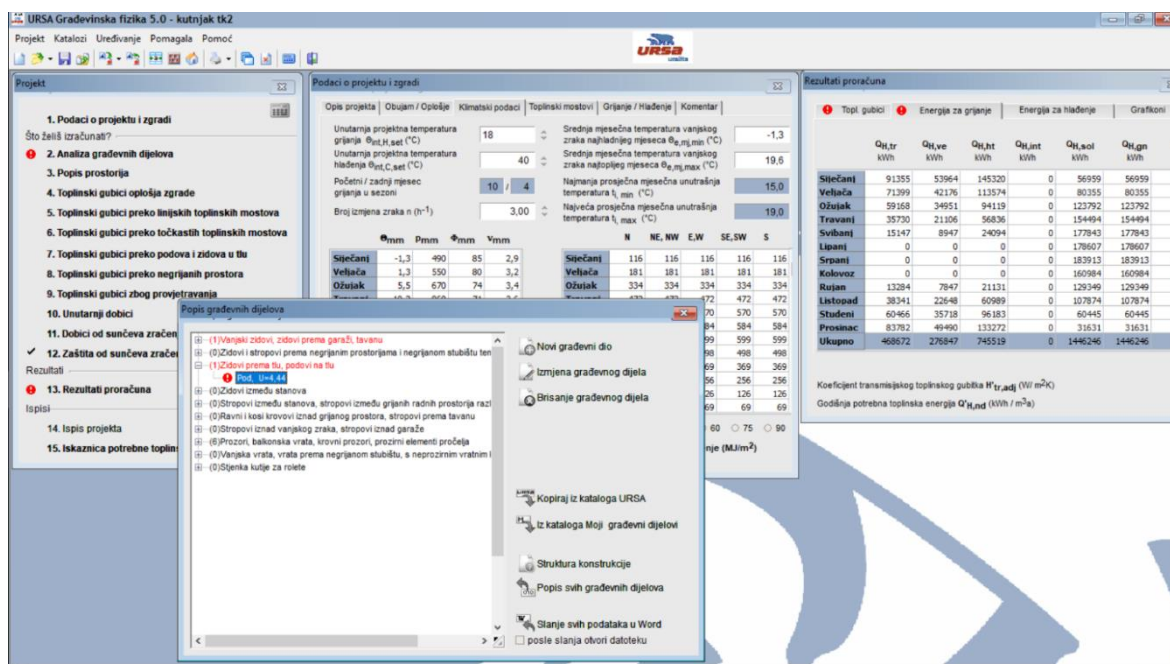 URSA Građevinska fizika 5.0 - kutnjak tk2
Projekt Katalozi Uređivanje Pomagala Pomoć
URSA
Projekt
1. Podaci o projektu i zgradi
Što želiš izračunati?
2. Analiza građevnih dijelova
3. Popis prostorija
4. Toplinski gubici oplošja zgrade
5. Toplinski gubici preko linijskih toplinskih mostova
6. Toplinski gubici preko točkastih toplinskih mostova
7. Toplinski gubici preko podova i zidova u tlu
8. Toplinski gubici preko negrijanih prostora
9. Toplinski gubici zbog provjetravanja
10. Unutarnji dobici
11. Dobici od sunčeva zračen
12. Zaštita od sunčeva zrače
Rezultati
13. Rezultati proračuna
Ispisi
14. Ispis projekta
15. Iskaznica potrebne toplins
Podaci o projektu i zgradi
Opis projekta Obujam / Oplošje Klimatski podaci Toplinski mostovi Grijanje / Hlađenje Komentar
Unutarnja projektna temperatura grijanja Θint,H,set (°C) 18
Unutarnja projektna temperatura hlađenja Θint,C,set (°C) 40
Početni / zadnji mjesec grijanja u sezoni 10 / 4
Broj izmjena zraka n (h-1) 3,00
Srednja mjesečna temperatura vanjskog zraka najhladnijeg mjeseca Θe,mj,min (°C) -1,3
Srednja mjesečna temperatura vanjskog zraka najtoplijeg mjeseca Θe,mj,max (°C) 19,6
Najmanja prosječna mjesečna unutrašnja temperatura ti, min (°C) 15,0
Najveća prosječna mjesečna unutrašnja temperatura ti, max (°C) 19,0
Θmm Pmm Φmm Vmm
Siječanj -1,3 490 85 2,9
Veljača 1,3 550 80 3,2
Ožujak 5,5 670 74 3,4
N NE, NW E,W SE,SW S
116 116 116 116 116
181 181 181 181 181
334 334 334 334 334
472 472 472
70 570 570
84 584 584
99 599 599
98 498 498
69 369 369
56 256 256
26 126 126
69 69 69
60 75 90
nje (MJ/m2)
Rezultati proračuna
Topl. gubici Energija za grijanje Energija za hlađenje Grafikoni
QH,tr QH,ve QH,ht QH,int QH,sol QH,gn
kWh kWh kWh kWh kWh kWh
Siječanj 91355 53964 145320 0 56959 56959
Veljača 71399 42176 113574 0 80355 80355
Ožujak 59168 34951 94119 0 123792 123792
Travanj 35730 21106 56836 0 154494 154494
Svibanj 15147 8947 24094 0 177843 177843
Lipanj 0 0 0 0 178607 178607
Srpanj 0 0 0 0 183913 183913
Kolovoz 0 0 0 0 160984 160984
Rujan 13284 7847 21131 0 129349 129349
Listopad 38341 22648 60989 0 107874 107874
Studeni 60466 35718 96183 0 60445 60445
Prosinac 83782 49490 133272 0 31631 31631
Ukupno 468672 276847 745519 0 1446246 1446246
Koeficijent transmisijskog toplinskog gubitka H'tr,adj (W/ m2K)
Godišnja potrebna toplinska energija Q'H,nd (kWh / m3a)
Popis građevnih dijelova
(1)Vanjski zidovi, zidovi prema garaži, tavanu
(0)Zidovi i stropovi prema negrijanim prostorijama i negrijanom stubištu ten
(1)Zidovi prema tlu, podovi na tlu
Pod, U=4,44
(0)Zidovi između stanova
(0)Stropovi između stanova, stropovi između grijanih radnih prostorija razl
(0)Ravni i kosi krovovi iznad grijanog prostora, stropovi prema tavanu
(0)Stropovi iznad vanjskog zraka, stropovi iznad garaže
(6)Prozori, balkonska vrata, krovni prozori, prozirni elementi pročelja
(0)Vanjska vrata, vrata prema negrijanom stubištu, s neprozirnim vratnim
(0)Stjenka kutije za rolete
Novi građevni dio
Izmjena građevnog dijela
Brisanje građevnog dijela
Kopiraj iz kataloga URSA
Iz kataloga Moji građevni dijelovi
Struktura konstrukcije
Popis svih građevnih dijelova
Slanje svih podataka u Word
posle slanja otvori datoteku